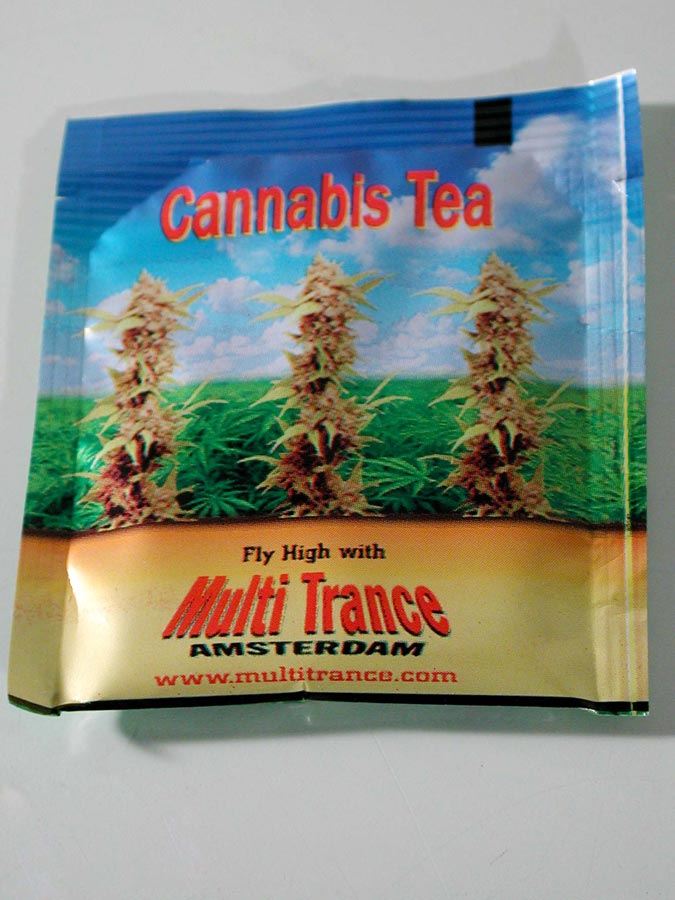 Cannabis Tea
Fly High with
Multi Trance
AMSTERDAM
www.multitrance.com